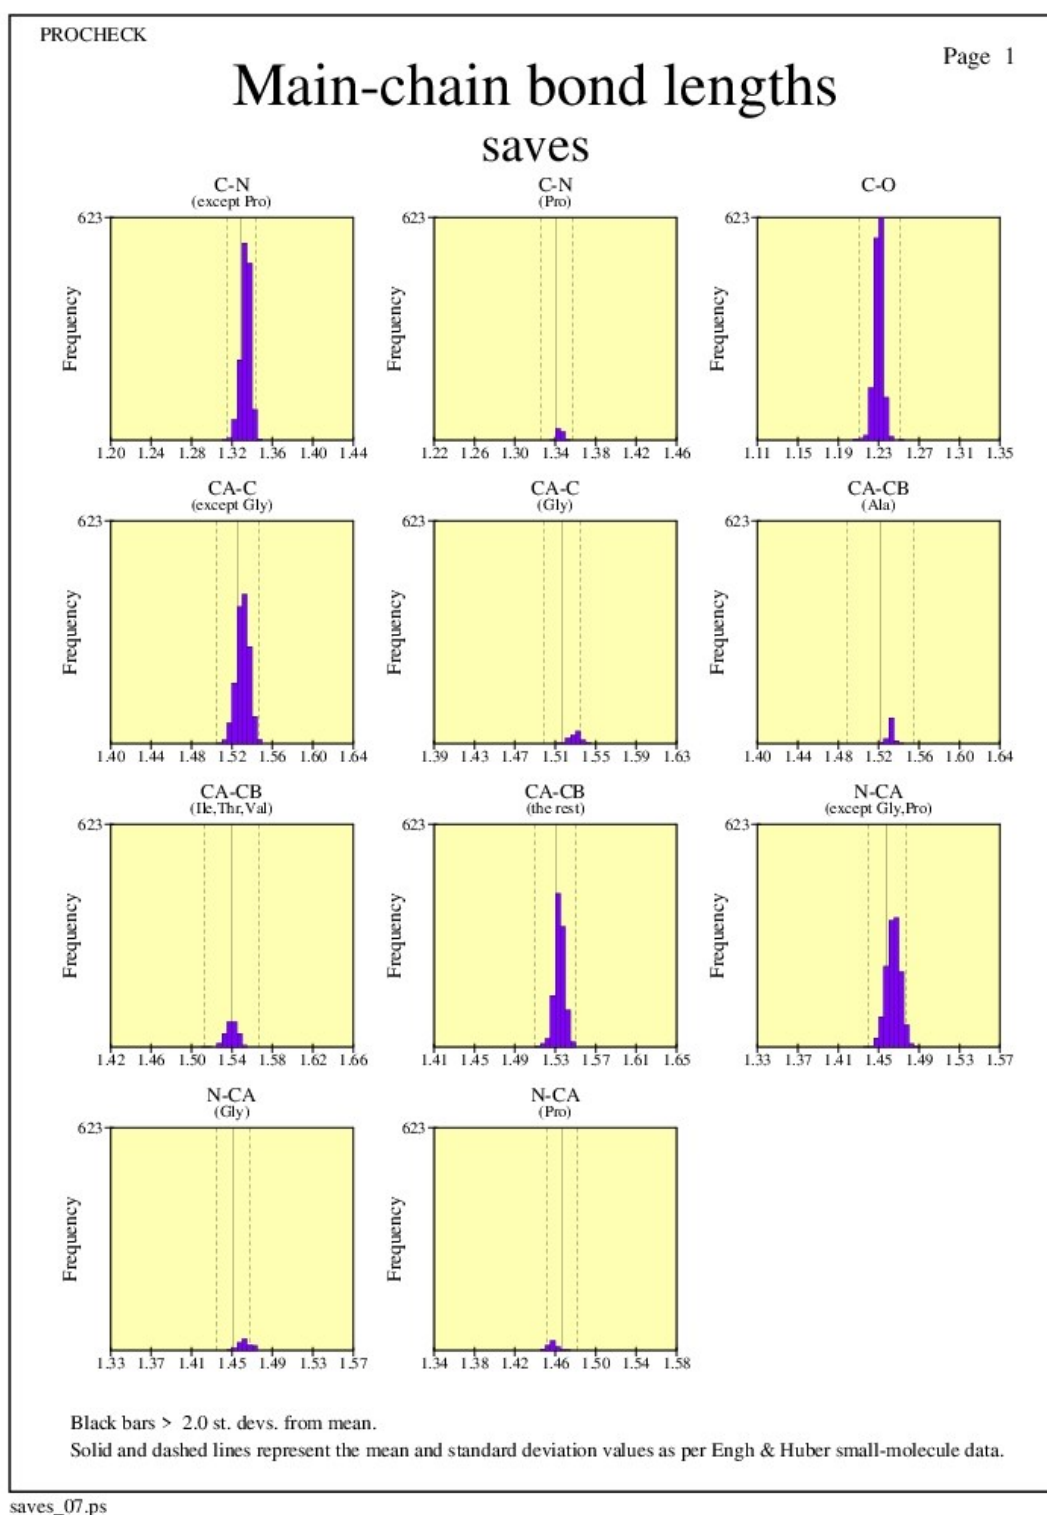 PROCHECK
Page 1
Main-chain bond lengths
saves
C-N C-N C-O
(except Pro) (Pro)
623 623 623
Frequency Frequency Frequency
1.20 1.24 1.28 1.32 1.36 1.40 1.44 1.22 1.26 1.30 1.34 1.38 1.42 1.46 1.11 1.15 1.19 1.23 1.27 1.31 1.35
CA-C CA-C CA-CB
(except Gly) (Gly) (Ala)
623 623 623
Frequency Frequency Frequency
1.40 1.44 1.48 1.52 1.56 1.60 1.64 1.39 1.43 1.47 1.51 1.55 1.59 1.63 1.40 1.44 1.48 1.52 1.56 1.60 1.64
CA-CB CA-CB N-CA
(Ile,Thr,Val) (the rest) (except Gly,Pro)
623 623 623
Frequency Frequency Frequency
1.42 1.46 1.50 1.54 1.58 1.62 1.66 1.41 1.45 1.49 1.53 1.57 1.61 1.65 1.33 1.37 1.41 1.45 1.49 1.53 1.57
N-CA N-CA
(Gly) (Pro)
623 623
Frequency Frequency
1.33 1.37 1.41 1.45 1.49 1.53 1.57 1.34 1.38 1.42 1.46 1.50 1.54 1.58
Black bars > 2.0 st. devs. from mean.
Solid and dashed lines represent the mean and standard deviation values as per Engh & Huber small-molecule data.
saves_07.ps